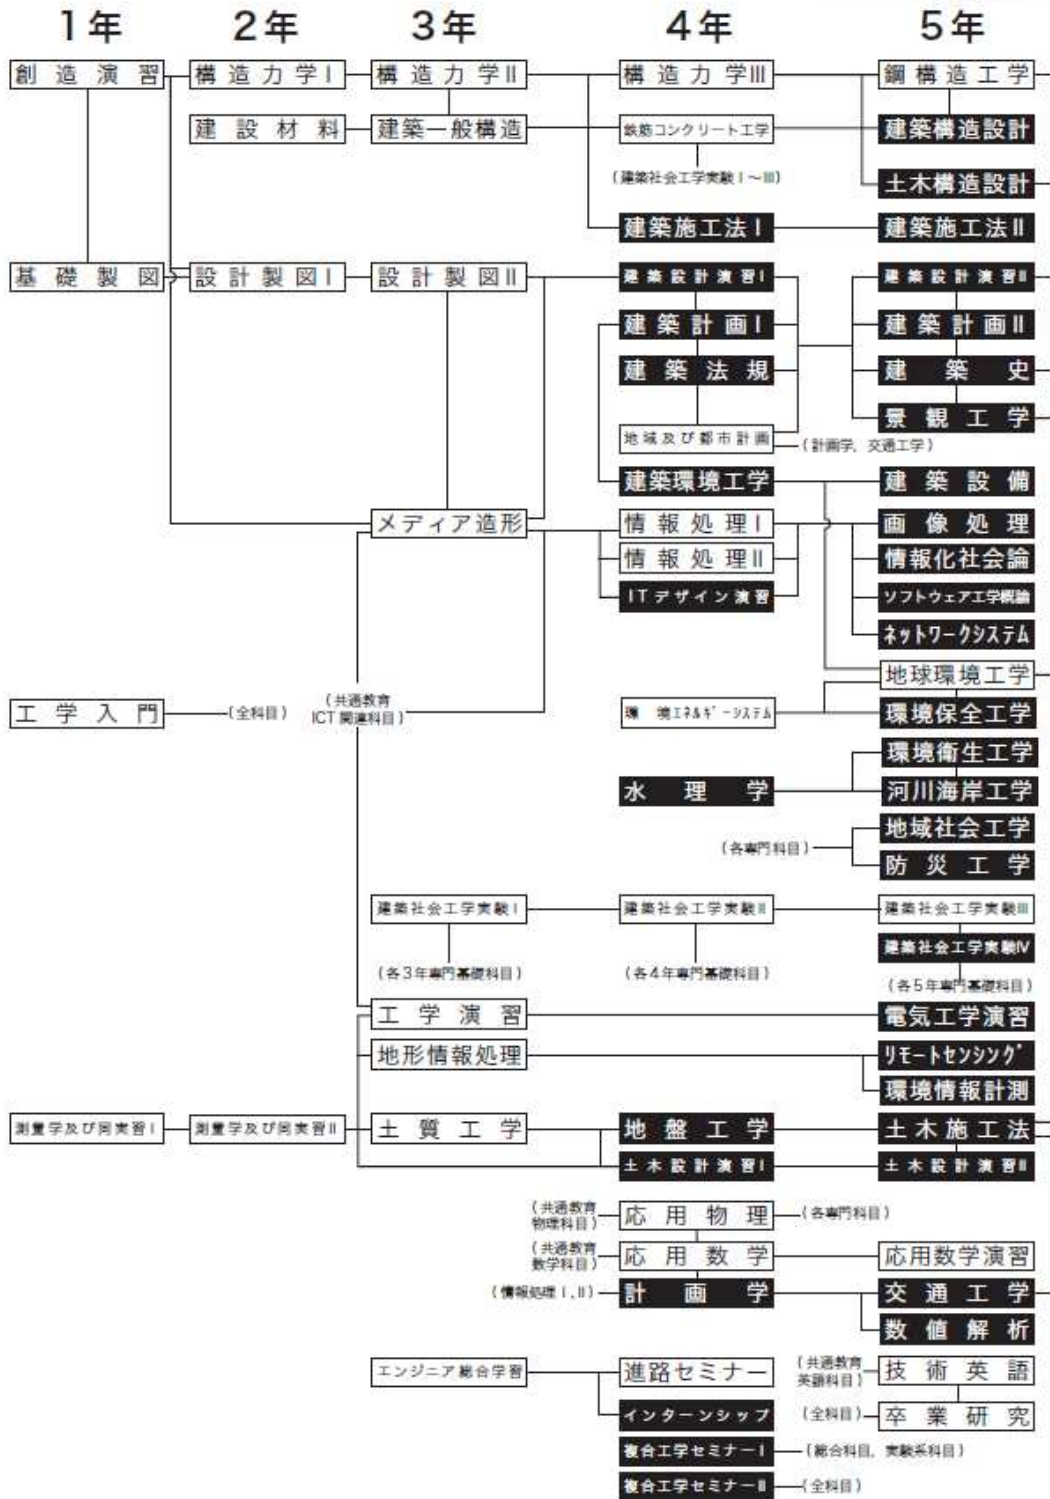 1年 2年 3年 4年 5年
創造演習 構造力学Ⅰ 構造力学Ⅱ 構造力学Ⅲ 鋼構造工学
建設材料 建築一般構造 鉄筋コンクリート工学 建築構造設計
(建築社会工学実験Ⅰ～Ⅲ) 土木構造設計
建築施工法Ⅰ 建築施工法Ⅱ
基礎製図 設計製図Ⅰ 設計製図Ⅱ 建築設計演習Ⅰ 建築設計演習Ⅱ
建築計画Ⅰ 建築計画Ⅱ
建築法規 建築史
景観工学
地域及び都市計画 (計画学, 交通工学)
建築環境工学 建築設備
メディア造形 情報処理Ⅰ 画像処理
情報処理Ⅱ 情報化社会論
ITデザイン演習 ソフトウェア工学概論
ネットワークシステム
地球環境工学
工学入門 (全科目) (共通教育
ICT関連科目) 環境エネルギーシステム 環境保全工学
環境衛生工学
水理学 河川海岸工学
地域社会工学
(各専門科目)
防災工学
建築社会工学実験Ⅰ 建築社会工学実験Ⅱ 建築社会工学実験Ⅲ
建築社会工学実験Ⅳ
(各3年専門基礎科目) (各4年専門基礎科目) (各5年専門基礎科目)
工学演習 電気工学演習
地形情報処理 リモートセンシング
環境情報計測
測量学及び同実習Ⅰ 測量学及び同実習Ⅱ 土質工学 地盤工学 土木施工法
土木設計演習Ⅰ 土木設計演習Ⅱ
(共通教育
物理科目) 応用物理 (各専門科目)
(共通教育
数学科目) 応用数学 応用数学演習
(情報処理Ⅰ,Ⅱ) 計画学 交通工学
数値解析
エンジニア総合学習 進路セミナー (共通教育
英語科目) 技術英語
インターンシップ (全科目) 卒業研究
複合工学セミナーⅠ (総合科目, 実験系科目)
複合工学セミナーⅡ (全科目)